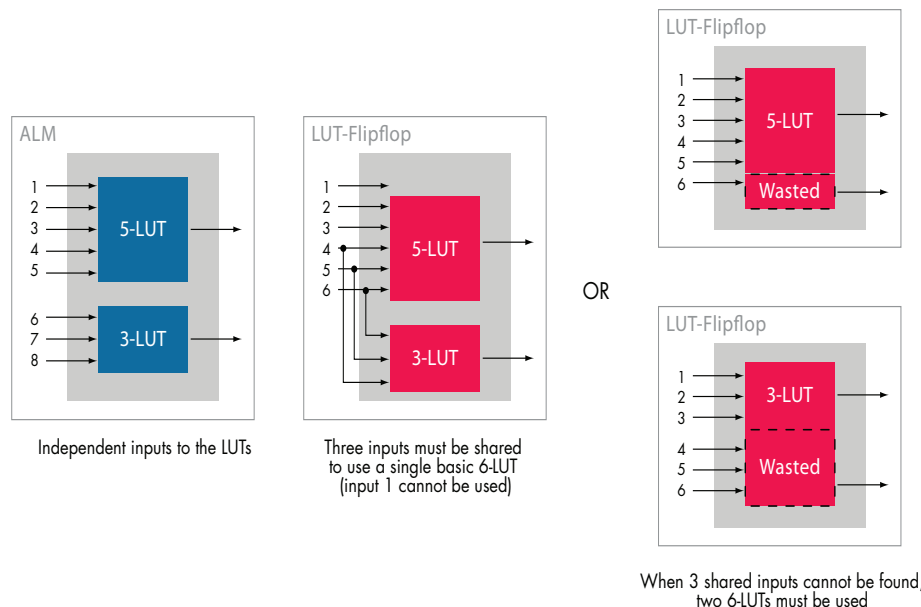 ALM
1
2
3
4
5
5-LUT
6
7
8
3-LUT
Independent inputs to the LUTs
LUT-Flipflop
1
2
3
4
5
6
5-LUT
3-LUT
Three inputs must be shared
to use a single basic 6-LUT
(input 1 cannot be used)
OR
LUT-Flipflop
1
2
3
4
5
6
5-LUT
Wasted
LUT-Flipflop
1
2
3
4
5
6
3-LUT
Wasted
When 3 shared inputs cannot be found,
two 6-LUTs must be used